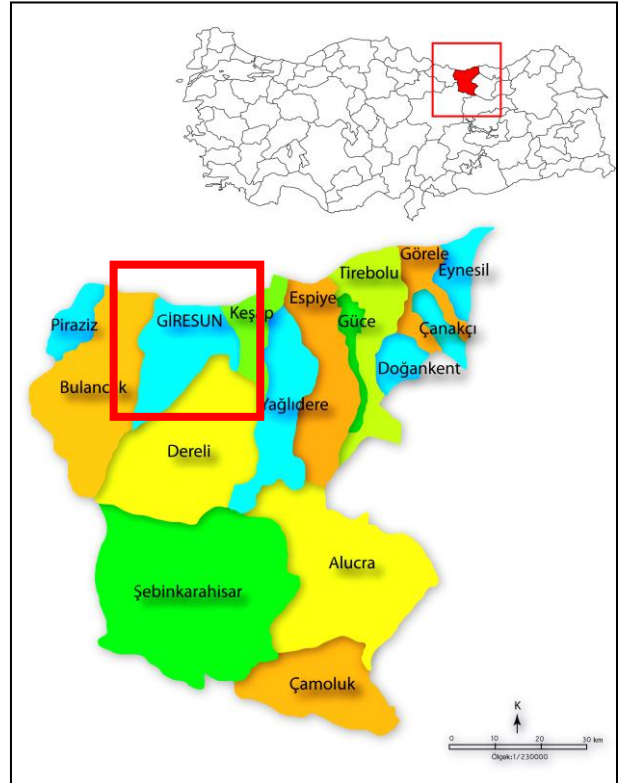 Görele
Tirebolu
Eynesil
Espiye
Keşap
GİRESUN
Piraziz
Güce
Çanakçı
Doğankent
Bulancak
Yağlıdere
Dereli
Alucra
Şebinkarahisar
Çamoluk
K
0 10 20 30 km
Ölçek:1/230000